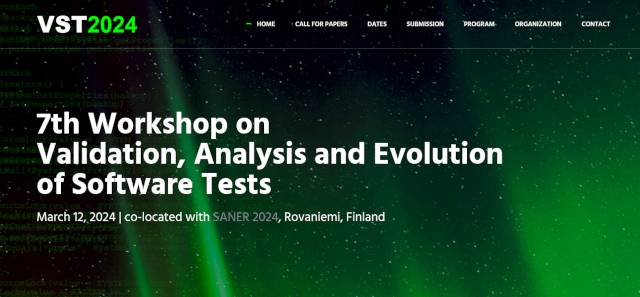 VST2024
HOME CALL FOR PAPERS DATES SUBMISSION PROGRAM ORGANIZATION CONTACT
7th Workshop on
Validation, Analysis and Evolution
of Software Tests
March 12, 2024 | co-located with SANER 2024, Rovaniemi, Finland